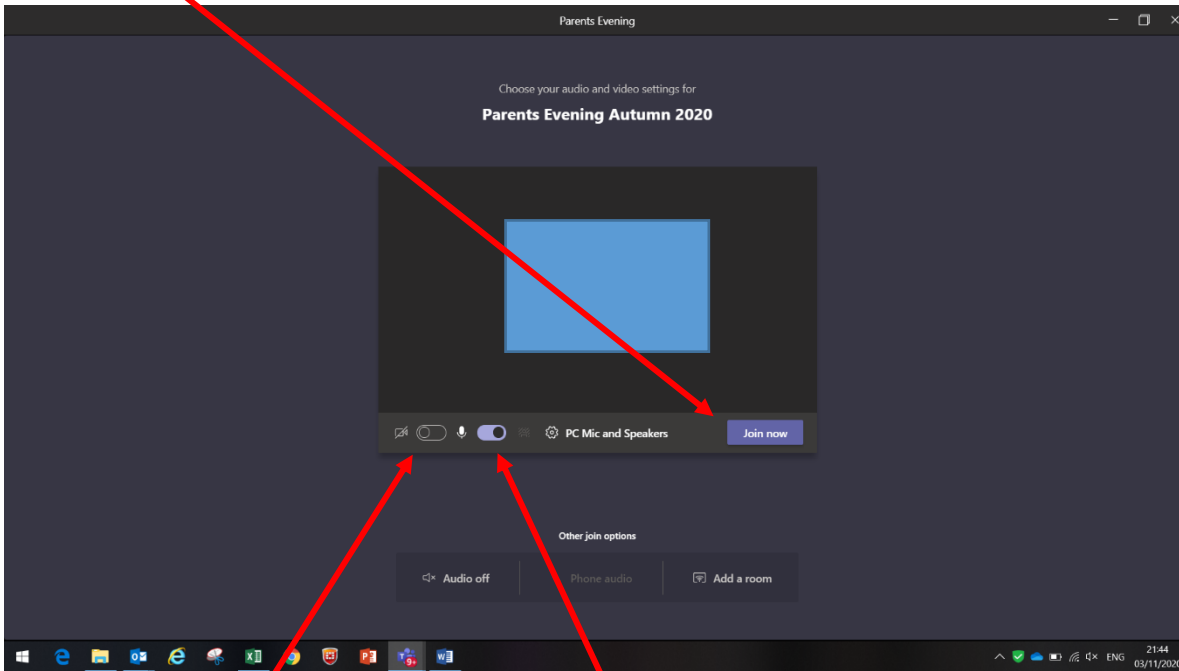 Parents Evening
Choose your audio and video settings for
Parents Evening Autumn 2020
PC Mic and Speakers
Join now
Other join options
Audio off
Phone audio
Add a room
9+
ENG
21:44
03/11/2020